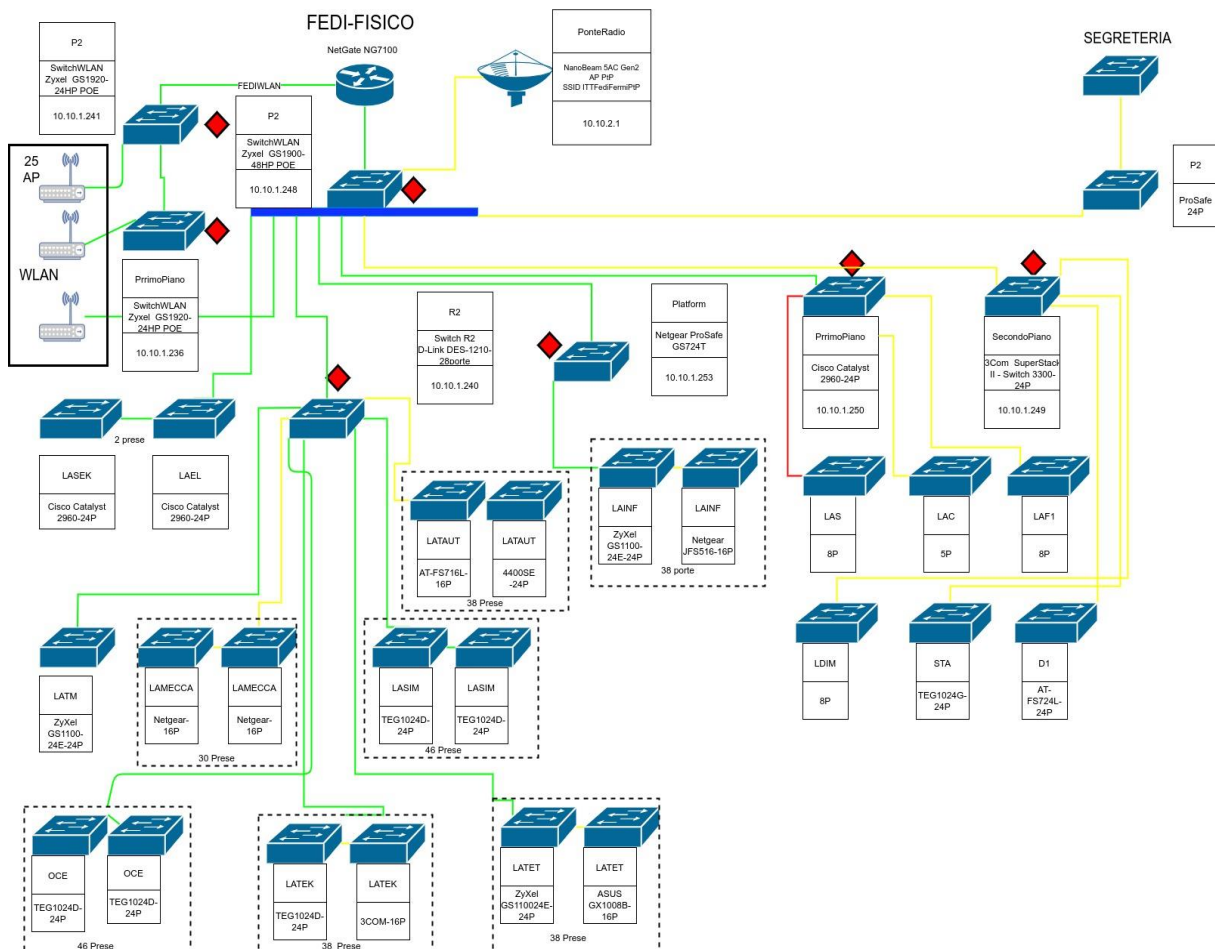 FEDI-FISICO
NetGate NG7100
FEDIWLAN
P2
SwitchWLAN
Zyxel GS1920-
24HP POE
10.10.1.241
P2
SwitchWLAN
Zyxel GS1900-
48HP POE
10.10.1.248
PonteRadio
NanoBeam 5AC Gen2
AP PtP
SSID ITTFediFermiPtP
10.10.2.1
SEGRETERIA
P2
ProSafe
24P
25
AP
WLAN
PrrimoPiano
SwitchWLAN
Zyxel GS1920-
24HP POE
10.10.1.236
R2
Switch R2
D-Link DES-1210-
28porte
10.10.1.240
Platform
Netgear ProSafe
GS724T
10.10.1.253
PrrimoPiano
Cisco Catalyst
2960-24P
10.10.1.250
SecondoPiano
3Com SuperStack
II - Switch 3300-
24P
10.10.1.249
2 prese
LASEK
Cisco Catalyst
2960-24P
LAEL
Cisco Catalyst
2960-24P
LATAUT
AT-FS716L-
16P
LATAUT
4400SE
-24P
38 Prese
LAINF
ZyXel
GS1100-
24E-24P
LAINF
Netgear
JFS516-16P
38 porte
LAS
8P
LAC
5P
LAF1
8P
LATM
ZyXel
GS1100-
24E-24P
LAMECCA
Netgear-
16P
LAMECCA
Netgear-
16P
30 Prese
LASIM
TEG1024D-
24P
LASIM
TEG1024D-
24P
46 Prese
LDIM
8P
STA
TEG1024G-
24P
D1
AT-
FS724L-
24P
OCE
TEG1024D-
24P
OCE
TEG1024D-
24P
46 Prese
LATEK
TEG1024D-
24P
LATEK
3COM-16P
38 Prese
LATET
ZyXel
GS110024E-
24P
LATET
ASUS
GX1008B-
16P
38 Prese